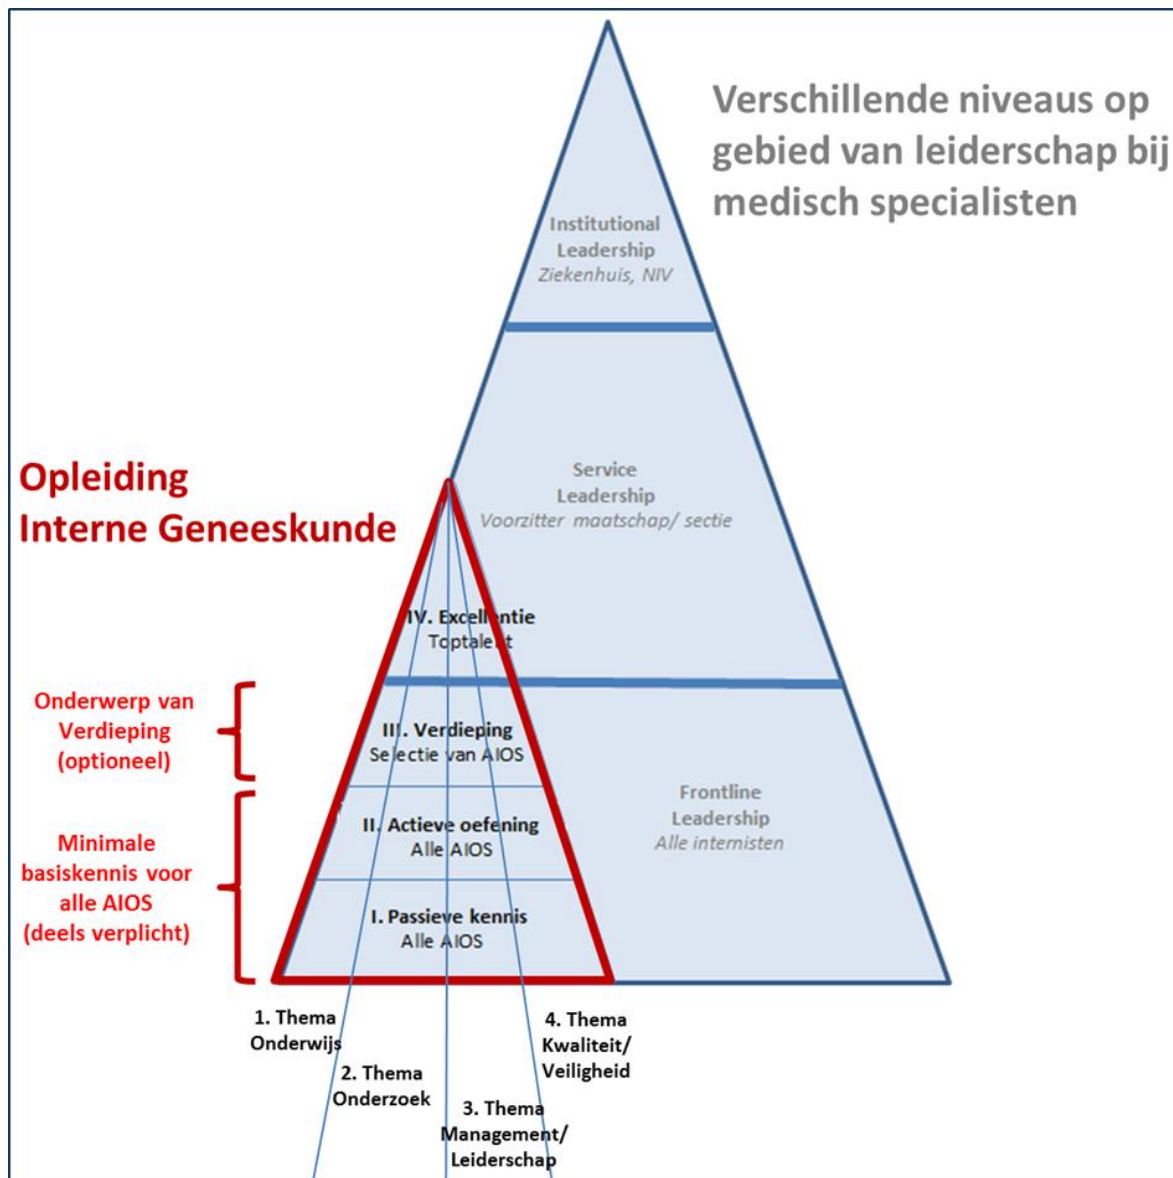 Verschillende niveaus op
gebied van leiderschap bij
medisch specialisten
Institutional
Leadership
Ziekenhuis, NIV
Service
Leadership
Voorzitter maatschap/ sectie
Frontline
Leadership
Alle internisten
Opleiding
Interne Geneeskunde
IV. Excellentie
Toptalent
III. Verdieping
Selectie van AIOS
II. Actieve oefening
Alle AIOS
I. Passieve kennis
Alle AIOS
Onderwerp van
Verdieping
(optioneel)
Minimale
basiskennis voor
alle AIOS
(deels verplicht)
1. Thema
Onderwijs
2. Thema
Onderzoek
3. Thema
Management/
Leiderschap
4. Thema
Kwaliteit/
Veiligheid